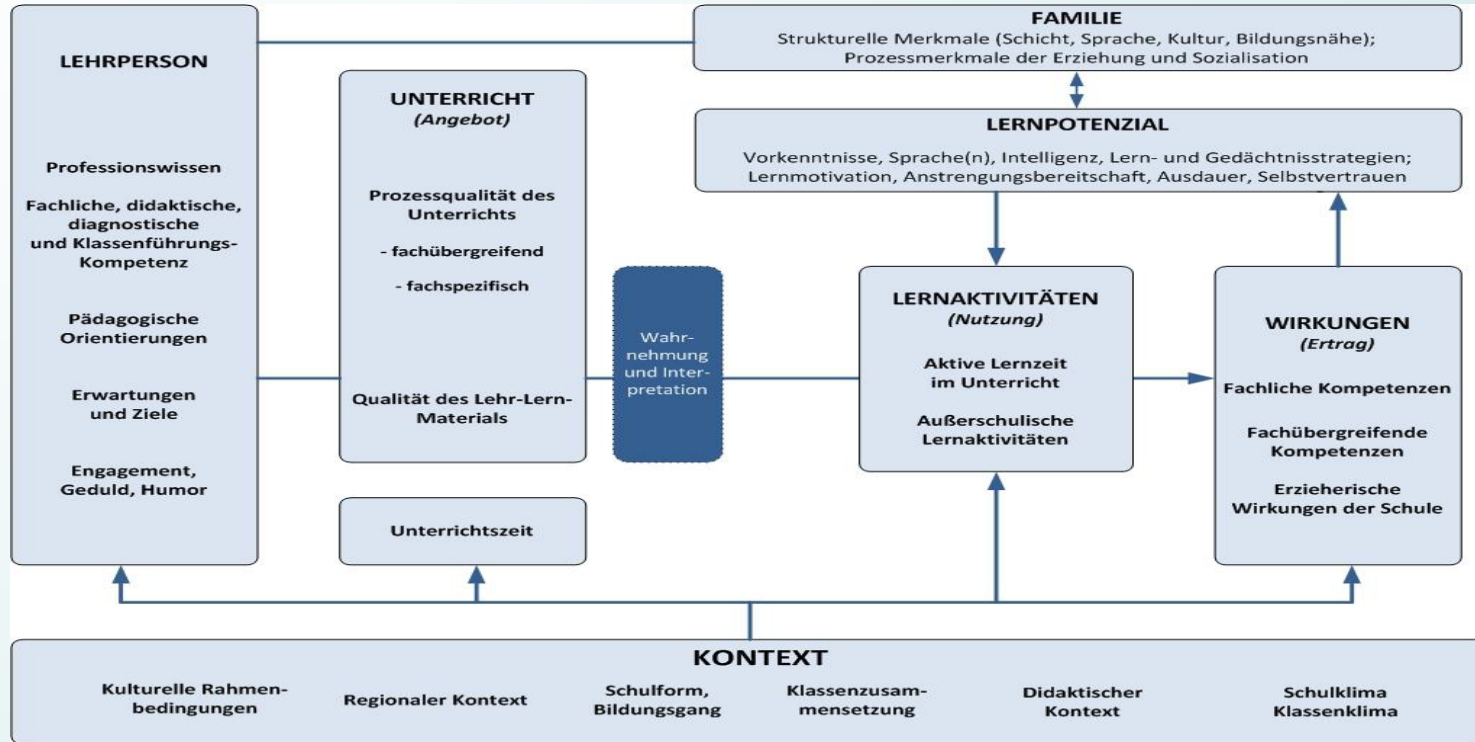 LEHRPERSON
Professionswissen
Fachliche, didaktische,
diagnostische
und Klassenführungs-
Kompetenz
Pädagogische
Orientierungen
Erwartungen
und Ziele
Engagement,
Geduld, Humor
UNTERRICHT
(Angebot)
Prozessqualität des
Unterrichts
- fachübergreifend
- fachspezifisch
Qualität des Lehr-Lern-
Materials
Unterrichtszeit
Wahr-
nehmung
und Inter-
pretation
FAMILIE
Strukturelle Merkmale (Schicht, Sprache, Kultur, Bildungsnähe);
Prozessmerkmale der Erziehung und Sozialisation
LERNPOTENZIAL
Vorkenntnisse, Sprache(n), Intelligenz, Lern- und Gedächtnisstrategien;
Lernmotivation, Anstrengungsbereitschaft, Ausdauer, Selbstvertrauen
LERNAKTIVITÄTEN
(Nutzung)
Aktive Lernzeit
im Unterricht
Außerschulische
Lernaktivitäten
WIRKUNGEN
(Ertrag)
Fachliche Kompetenzen
Fachübergreifende
Kompetenzen
Erzieherische
Wirkungen der Schule
KONTEXT
Kulturelle Rahmen-
bedingungen
Regionaler Kontext
Schulform,
Bildungsgang
Klassenzusam-
mensetzung
Didaktischer
Kontext
Schulklima
Klassenklima